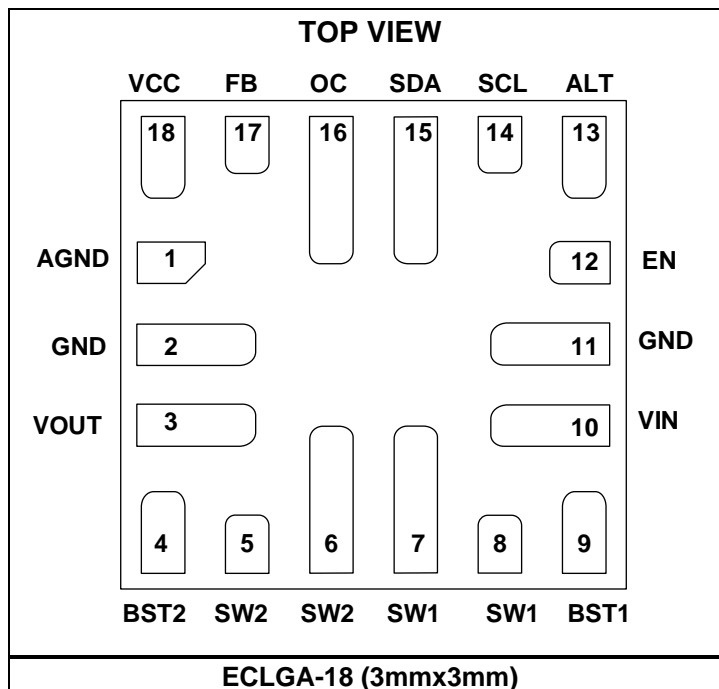 TOP VIEW
VCC FB OC SDA SCL ALT
18 17 16 15 14 13
AGND 1 12 EN
GND 2 11 GND
VOUT 3 10 VIN
4 5 6 7 8 9
BST2 SW2 SW2 SW1 SW1 BST1
ECLGA-18 (3mmx3mm)